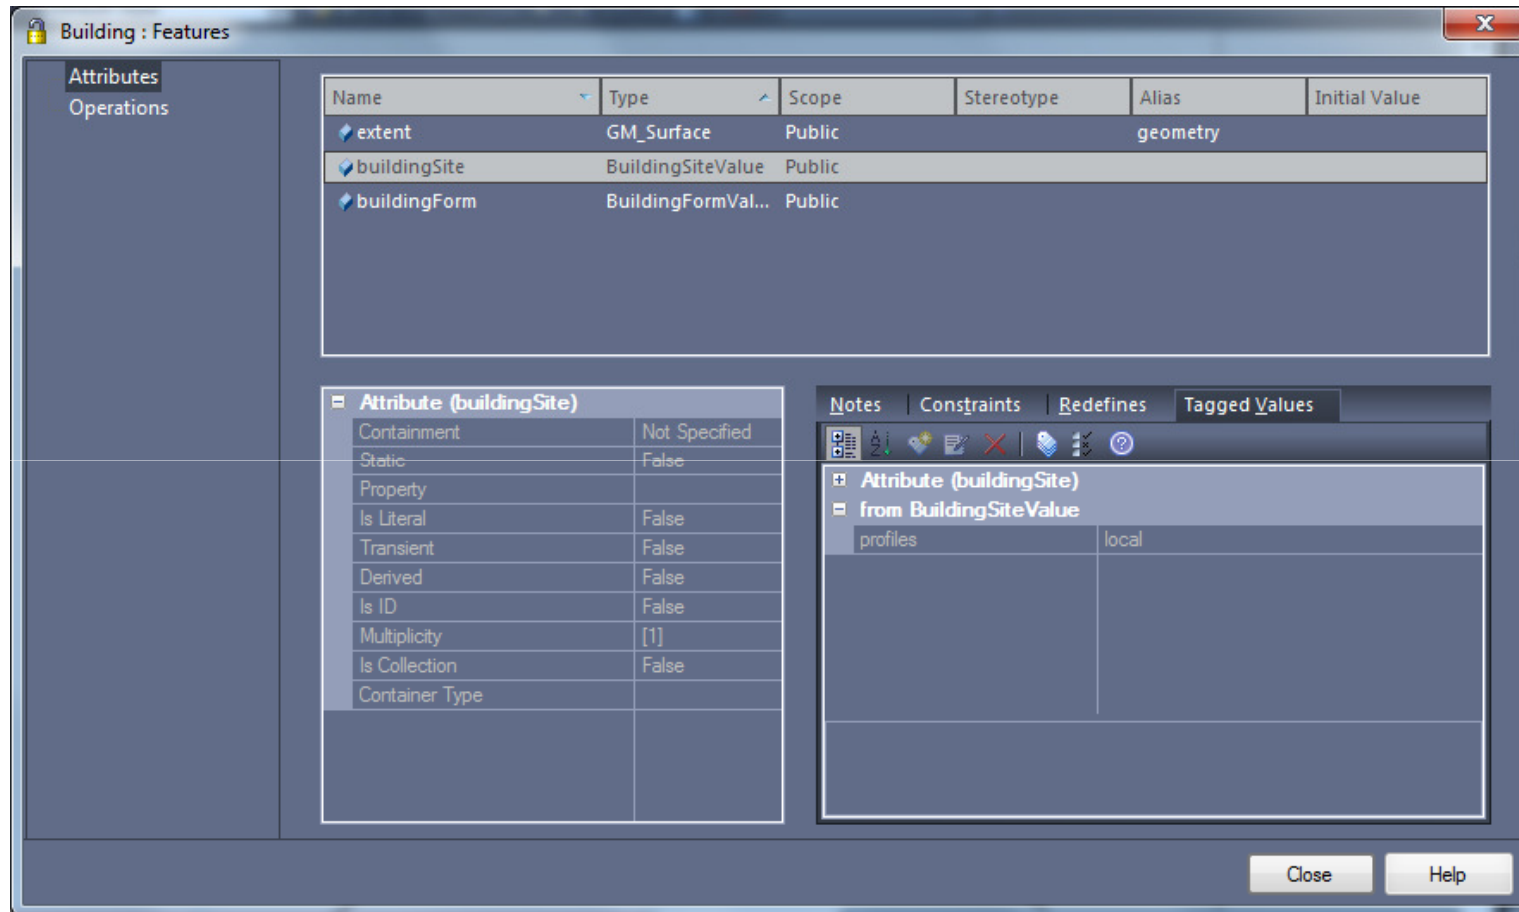 Building : Features
Attributes
Operations
Name Type Scope Stereotype Alias Initial Value
extent GM_Surface Public geometry
buildingSite BuildingSiteValue Public
buildingForm BuildingFormVal... Public
Attribute (buildingSite)
Containment Not Specified
Static False
Property
Is Literal False
Transient False
Derived False
Is ID False
Multiplicity [1]
Is Collection False
Container Type
Notes Constraints Redefines Tagged Values
Attribute (buildingSite)
from BuildingSiteValue
profiles local
Close Help